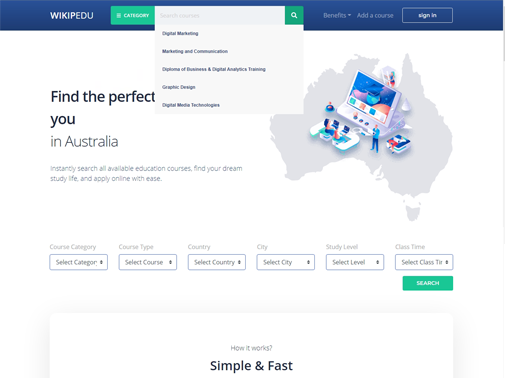 WIKIPEDU
CATEGORY
Search courses
Benefits
Add a course
sign in
Digital Marketing
Marketing and Communication
Diploma of Business & Digital Analytics Training
Graphic Design
Digital Media Technologies
Find the perfect
you
in Australia
Instantly search all available education courses, find your dream
study life, and apply online with ease.
Course Category
Course Type
Country
City
Study Level
Class Time
Select Categor
Select Course
Select Country
Select City
Select Level
Select Class Ti
SEARCH
How it works?
Simple & Fast